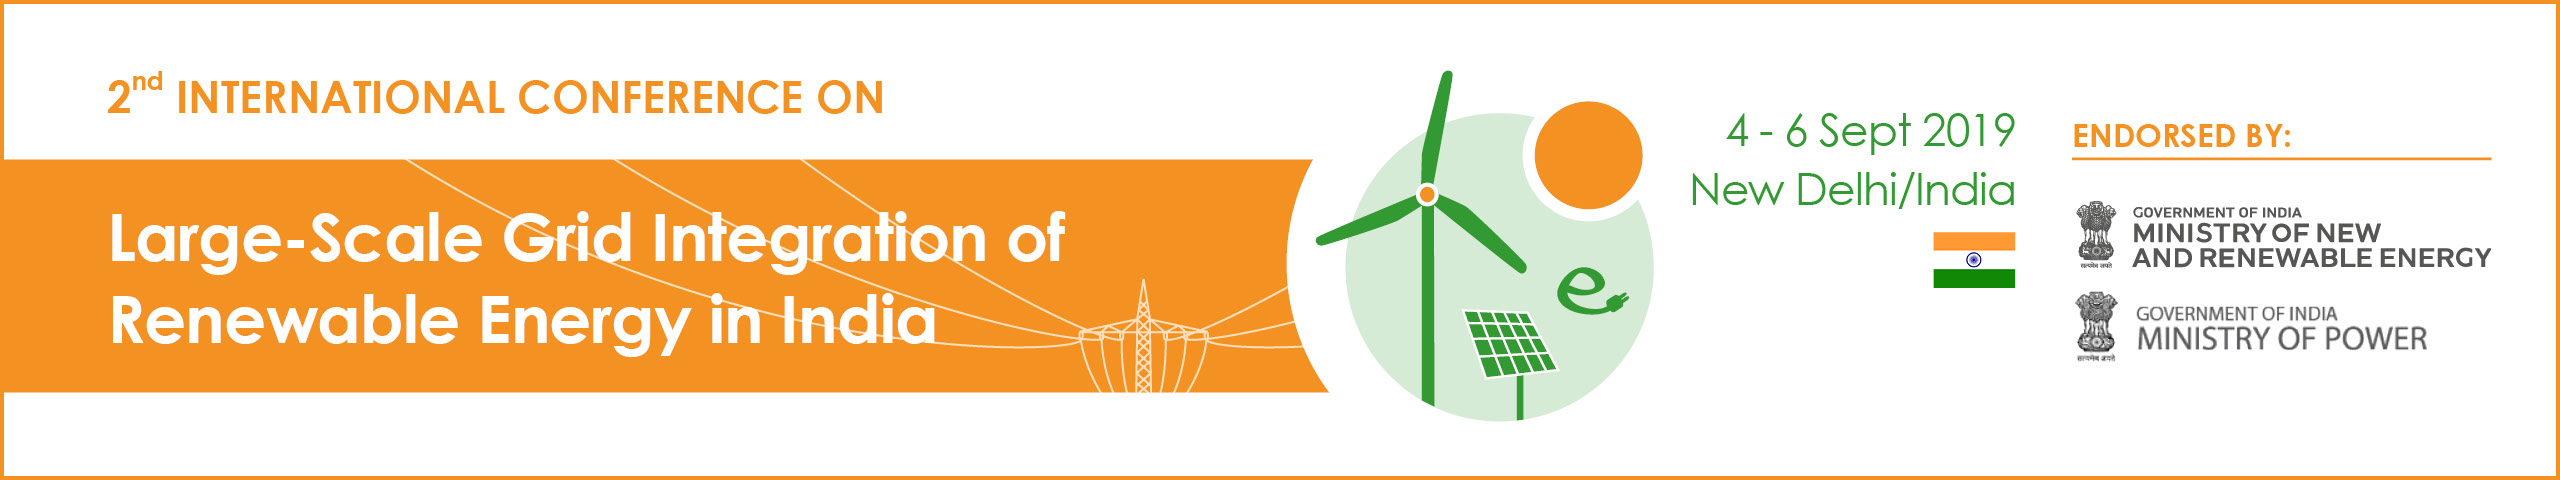 2nd INTERNATIONAL CONFERENCE ON
Large-Scale Grid Integration of
Renewable Energy in India
e
4 - 6 Sept 2019
New Delhi/India
ENDORSED BY:
GOVERNMENT OF INDIA
MINISTRY OF NEW
AND RENEWABLE ENERGY
सत्यमेव जयते
GOVERNMENT OF INDIA
MINISTRY OF POWER
सत्यमेव जयते